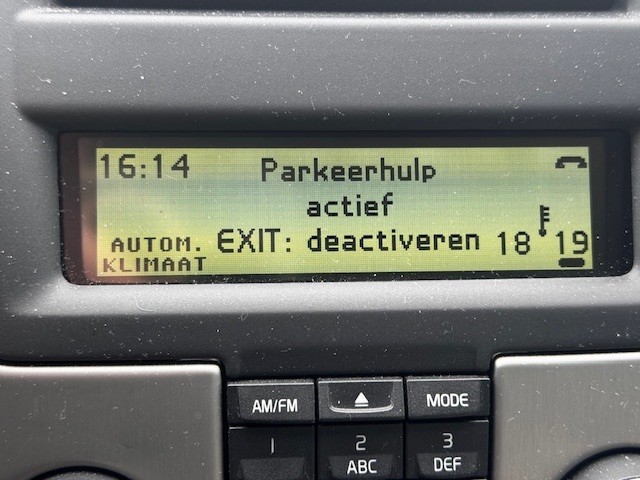 16:14 Parkeerhulp
actief
AUTOM. EXIT: deactiveren 18 19
KLIMAAT
AM/FM MODE
1 2 3
ABC DEF